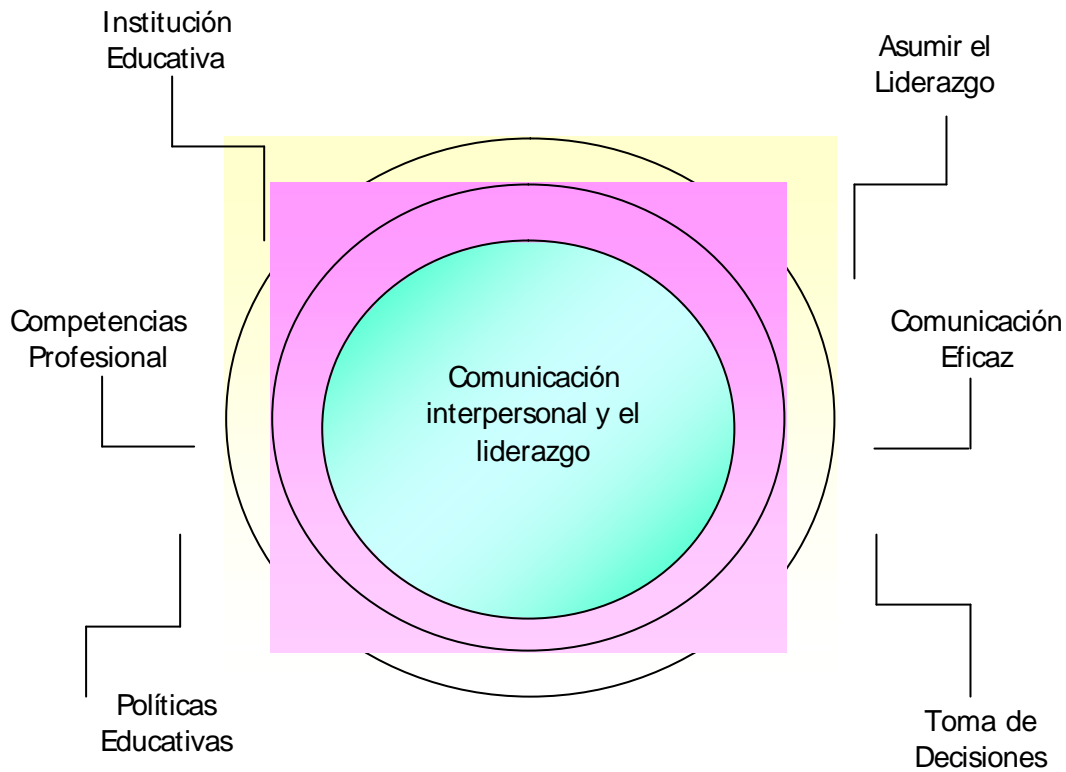 Institución
Educativa
Asumir el
Liderazgo
Competencias
Profesional
Comunicación
interpersonal y el
liderazgo
Comunicación
Eficaz
Políticas
Educativas
Toma de
Decisiones